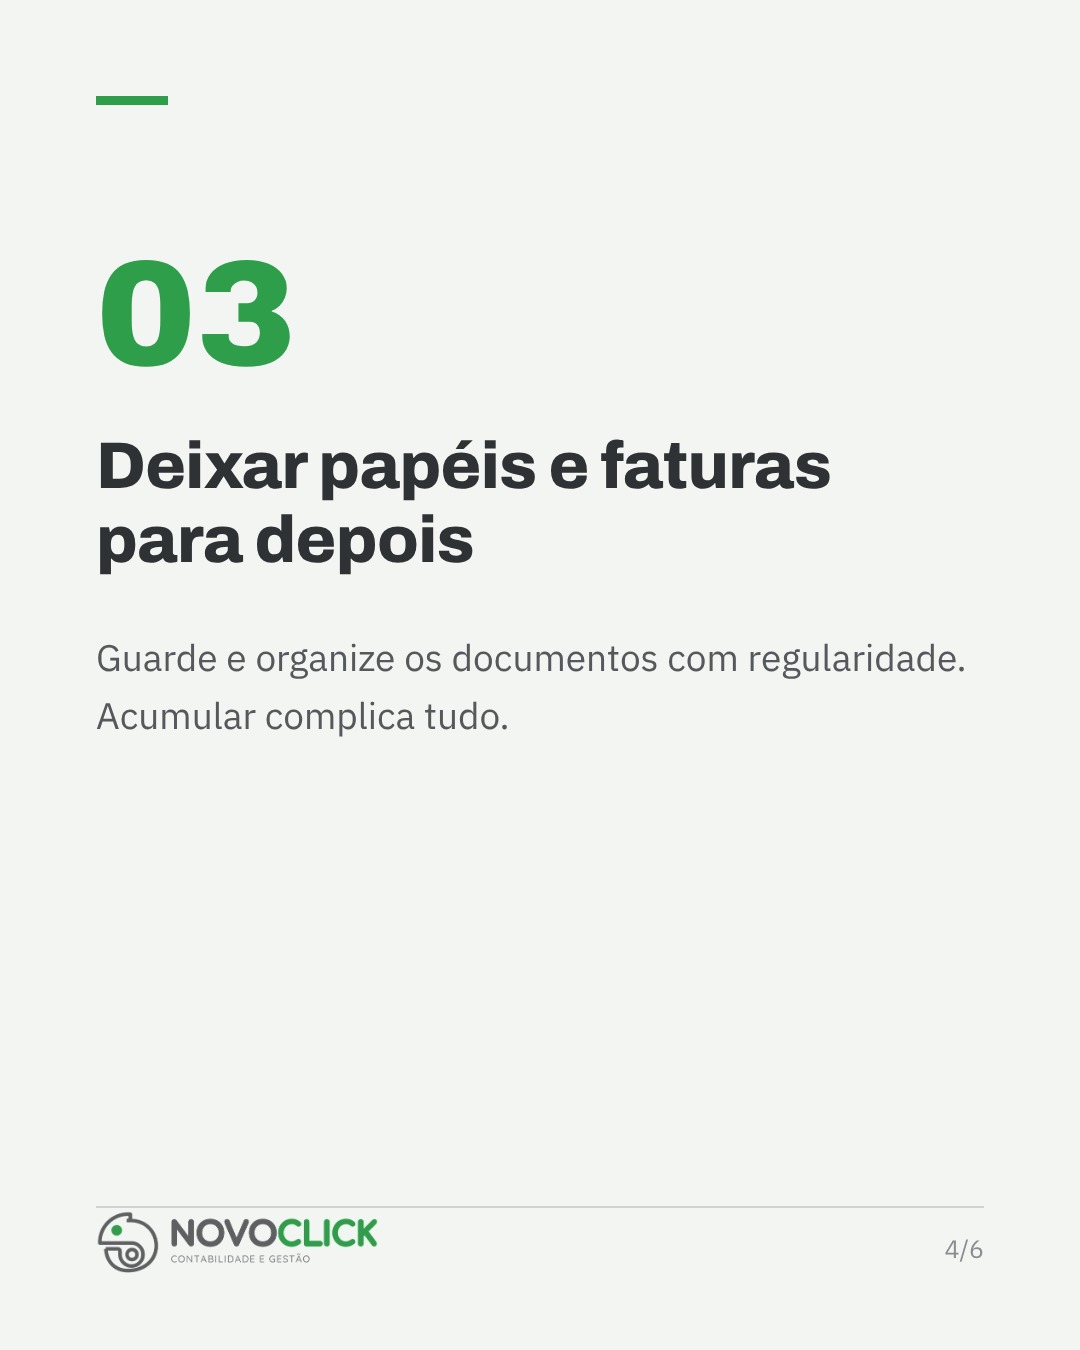 03
Deixar papéis e faturas
para depois
Guarde e organize os documentos com regularidade.
Acumular complica tudo.
NOVOCLICK
CONTABILIDADE E GESTÃO
4/6